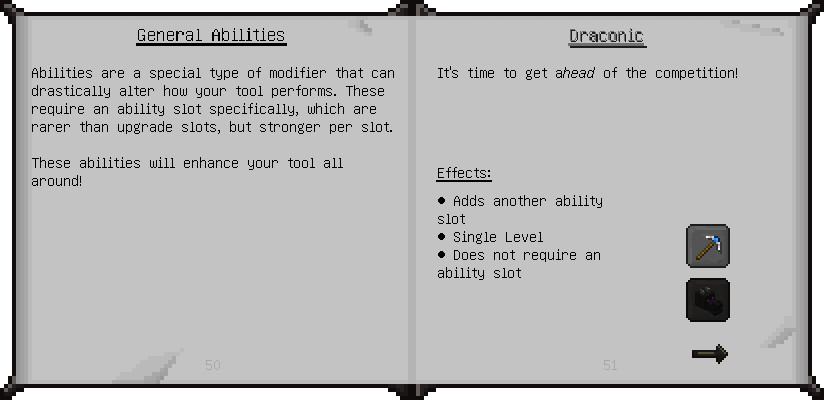 General Abilities
Abilities are a special type of modifier that can
drastically alter how your tool performs. These
require an ability slot specifically, which are
rarer than upgrade slots, but stronger per slot.
These abilities will enhance your tool all
around!
50
Draconic
It's time to get ahead of the competition!
Effects:
● Adds another ability
slot
● Single Level
● Does not require an
ability slot
51